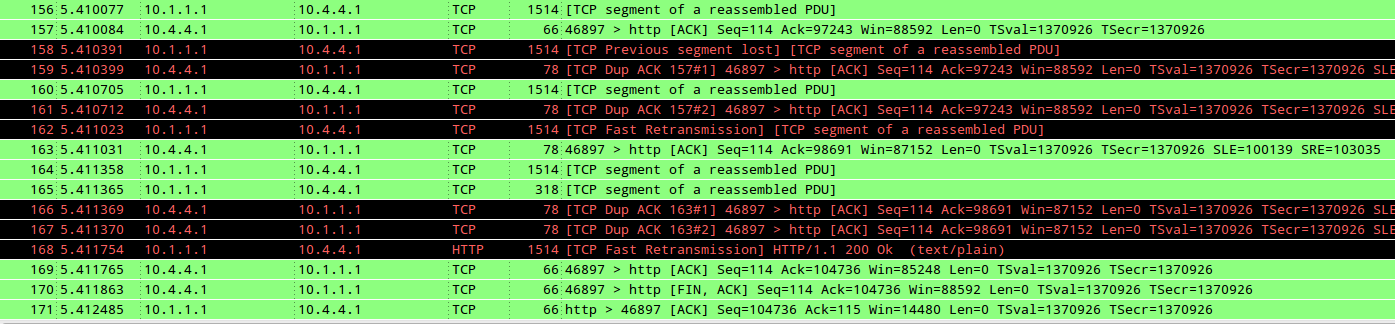 156 5.410077 10.1.1.1 10.4.4.1 TCP 1514 [TCP segment of a reassembled PDU]
157 5.410084 10.4.4.1 10.1.1.1 TCP 66 46897 > http [ACK] Seq=114 Ack=97243 Win=88592 Len=0 TSval=1370926 TSecr=1370926
158 5.410391 10.1.1.1 10.4.4.1 TCP 1514 [TCP Previous segment lost] [TCP segment of a reassembled PDU]
159 5.410399 10.4.4.1 10.1.1.1 TCP 78 [TCP Dup ACK 157#1] 46897 > http [ACK] Seq=114 Ack=97243 Win=88592 Len=0 TSval=1370926 TSecr=1370926 SLE
160 5.410705 10.1.1.1 10.4.4.1 TCP 1514 [TCP segment of a reassembled PDU]
161 5.410712 10.4.4.1 10.1.1.1 TCP 78 [TCP Dup ACK 157#2] 46897 > http [ACK] Seq=114 Ack=97243 Win=88592 Len=0 TSval=1370926 TSecr=1370926 SLE
162 5.411023 10.1.1.1 10.4.4.1 TCP 1514 [TCP Fast Retransmission] [TCP segment of a reassembled PDU]
163 5.411031 10.4.4.1 10.1.1.1 TCP 78 46897 > http [ACK] Seq=114 Ack=98691 Win=87152 Len=0 TSval=1370926 TSecr=1370926 SLE=100139 SRE=103035
164 5.411358 10.1.1.1 10.4.4.1 TCP 1514 [TCP segment of a reassembled PDU]
165 5.411365 10.1.1.1 10.4.4.1 TCP 318 [TCP segment of a reassembled PDU]
166 5.411369 10.4.4.1 10.1.1.1 TCP 78 [TCP Dup ACK 163#1] 46897 > http [ACK] Seq=114 Ack=98691 Win=87152 Len=0 TSval=1370926 TSecr=1370926 SLE
167 5.411370 10.4.4.1 10.1.1.1 TCP 78 [TCP Dup ACK 163#2] 46897 > http [ACK] Seq=114 Ack=98691 Win=87152 Len=0 TSval=1370926 TSecr=1370926 SLE
168 5.411754 10.1.1.1 10.4.4.1 HTTP 1514 [TCP Fast Retransmission] HTTP/1.1 200 Ok (text/plain)
169 5.411765 10.4.4.1 10.1.1.1 TCP 66 46897 > http [ACK] Seq=114 Ack=104736 Win=85248 Len=0 TSval=1370926 TSecr=1370926
170 5.411863 10.4.4.1 10.1.1.1 TCP 66 46897 > http [FIN, ACK] Seq=114 Ack=104736 Win=88592 Len=0 TSval=1370926 TSecr=1370926
171 5.412485 10.1.1.1 10.4.4.1 TCP 66 http > 46897 [ACK] Seq=104736 Ack=115 Win=14480 Len=0 TSval=1370926 TSecr=1370926